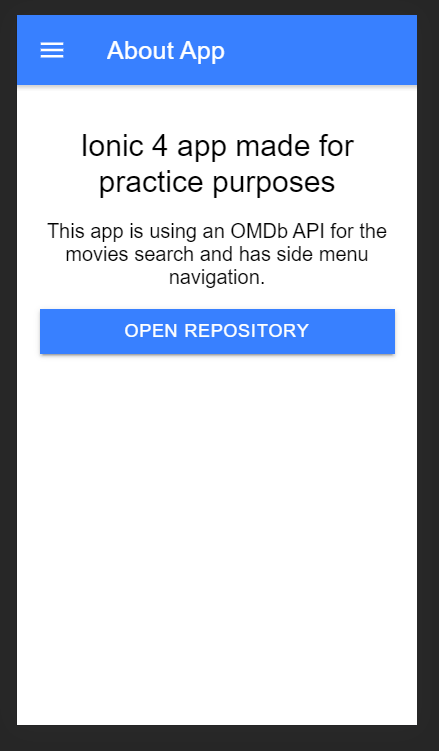 About App
Ionic 4 app made for
practice purposes
This app is using an OMDb API for the
movies search and has side menu
navigation.
OPEN REPOSITORY